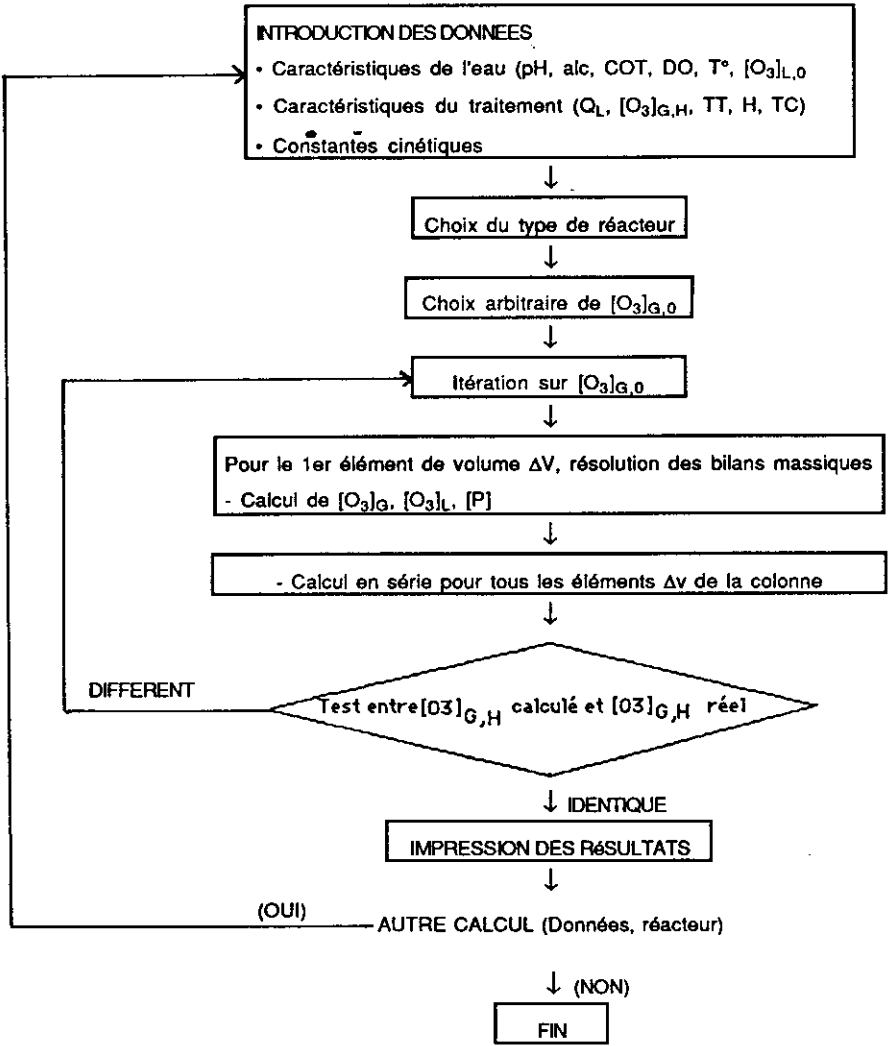 INTRODUCTION DES DONNEES
• Caractéristiques de l'eau (pH, alc, COT, DO, T°, [O₃]L,0
• Caractéristiques du traitement (QL, [O₃]G,H, TT, H, TC)
• Constantes cinétiques
Choix du type de réacteur
Choix arbitraire de [O₃]G,0
Itération sur [O₃]G,0
Pour le 1er élément de volume ΔV, résolution des bilans massiques
- Calcul de [O₃]G, [O₃]L, [P]
- Calcul en série pour tous les éléments Δv de la colonne
DIFFERENT
Test entre [O3]G,H calculé et [O3]G,H réel
IDENTIQUE
IMPRESSION DES RéSULTATS
(OUI)
AUTRE CALCUL (Données, réacteur)
(NON)
FIN